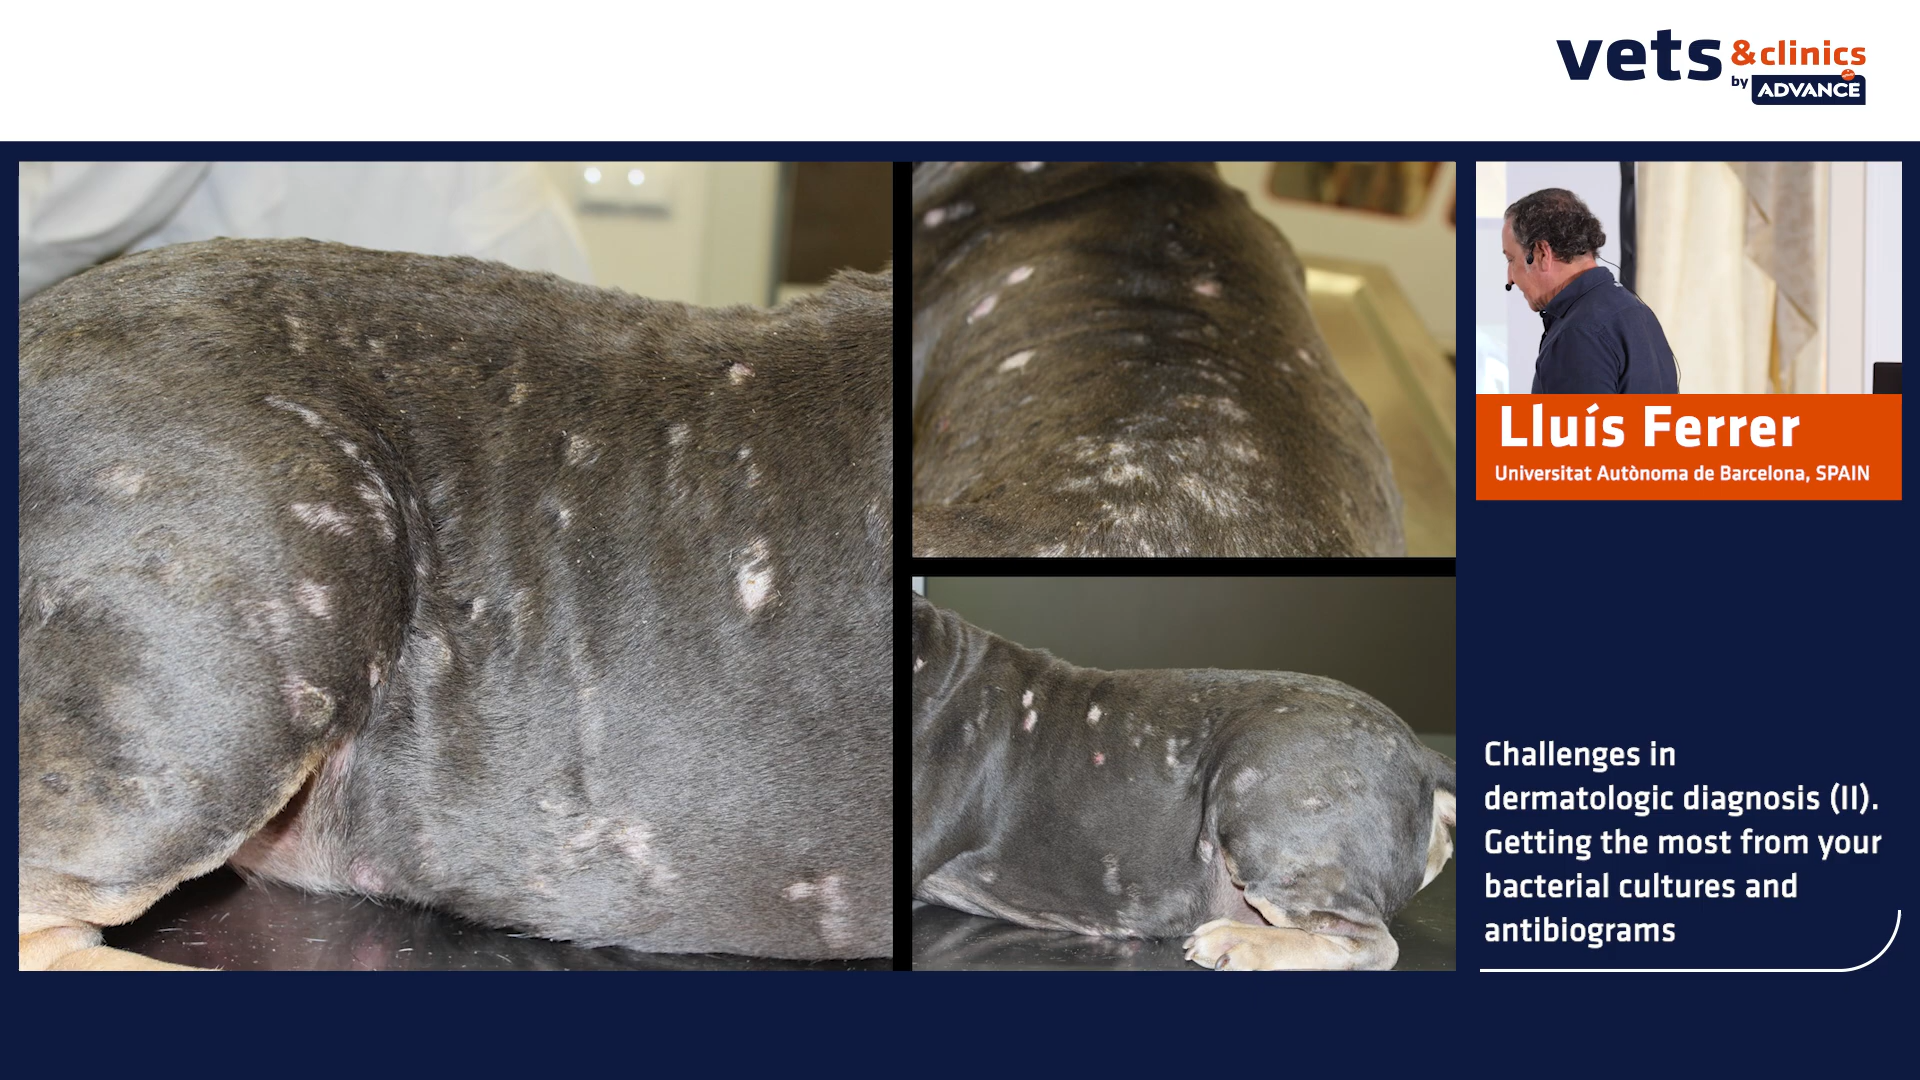 vets &clinics
by ADVANCE
Lluís Ferrer
Universitat Autònoma de Barcelona, SPAIN
Challenges in
dermatologic diagnosis (II).
Getting the most from your
bacterial cultures and
antibiograms